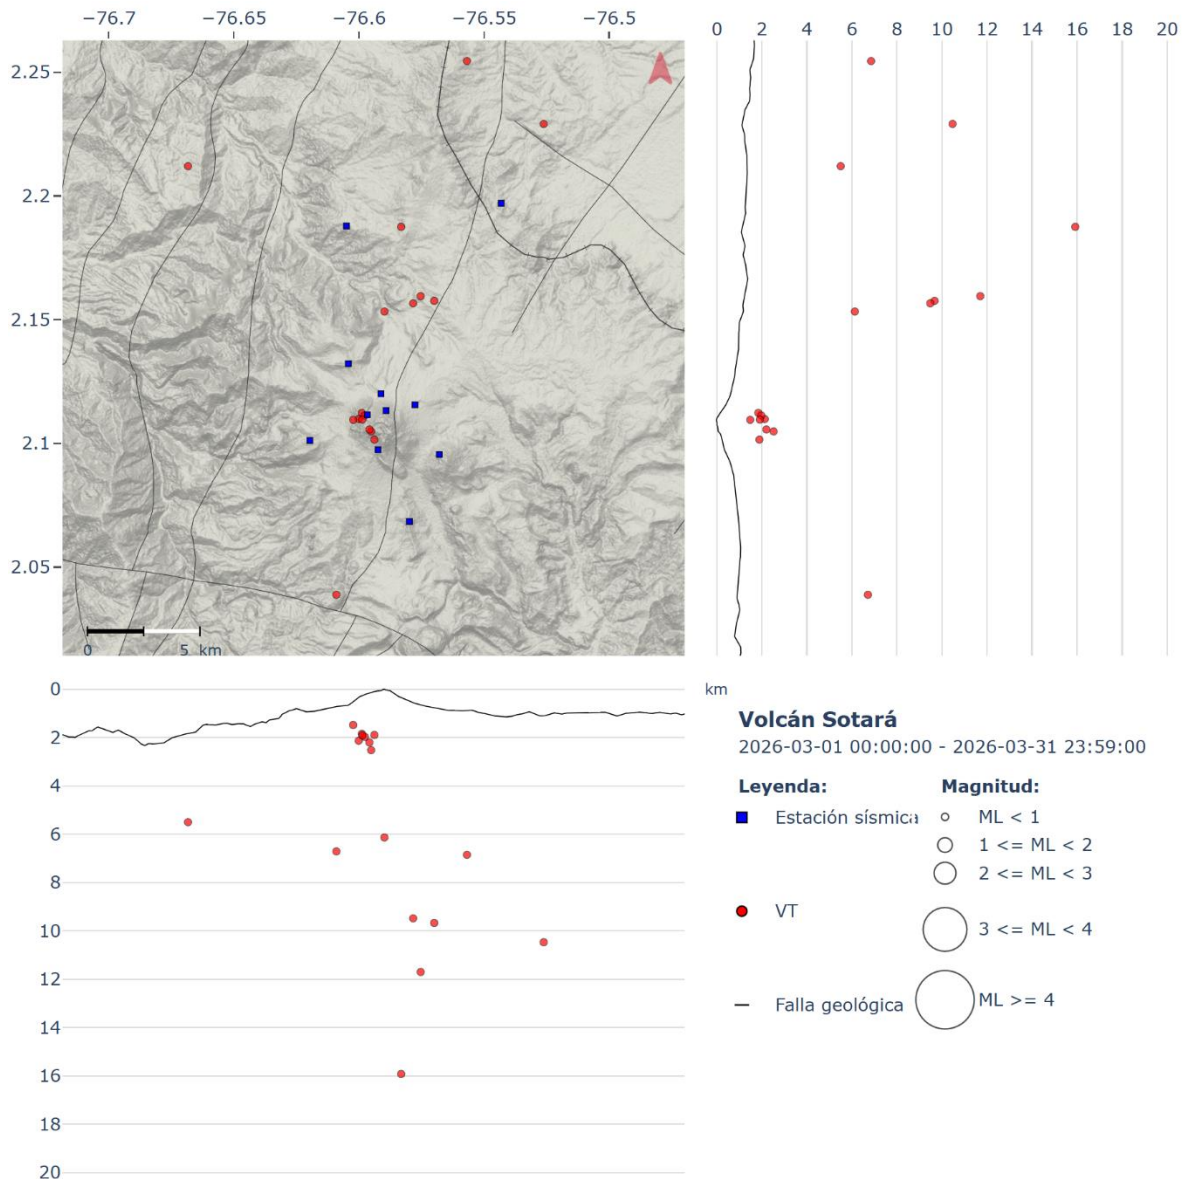 −76.7 −76.65 −76.6 −76.55 −76.5
0 2 4 6 8 10 12 14 16 18 20
2.25
2.2
2.15
2.1
2.05
0 5 km
km
0
2
4
6
8
10
12
14
16
18
20
Volcán Sotará
2026-03-01 00:00:00 - 2026-03-31 23:59:00
Leyenda: Magnitud:
Estación sísmica ML < 1
1 <= ML < 2
2 <= ML < 3
VT
3 <= ML < 4
Falla geológica ML >= 4